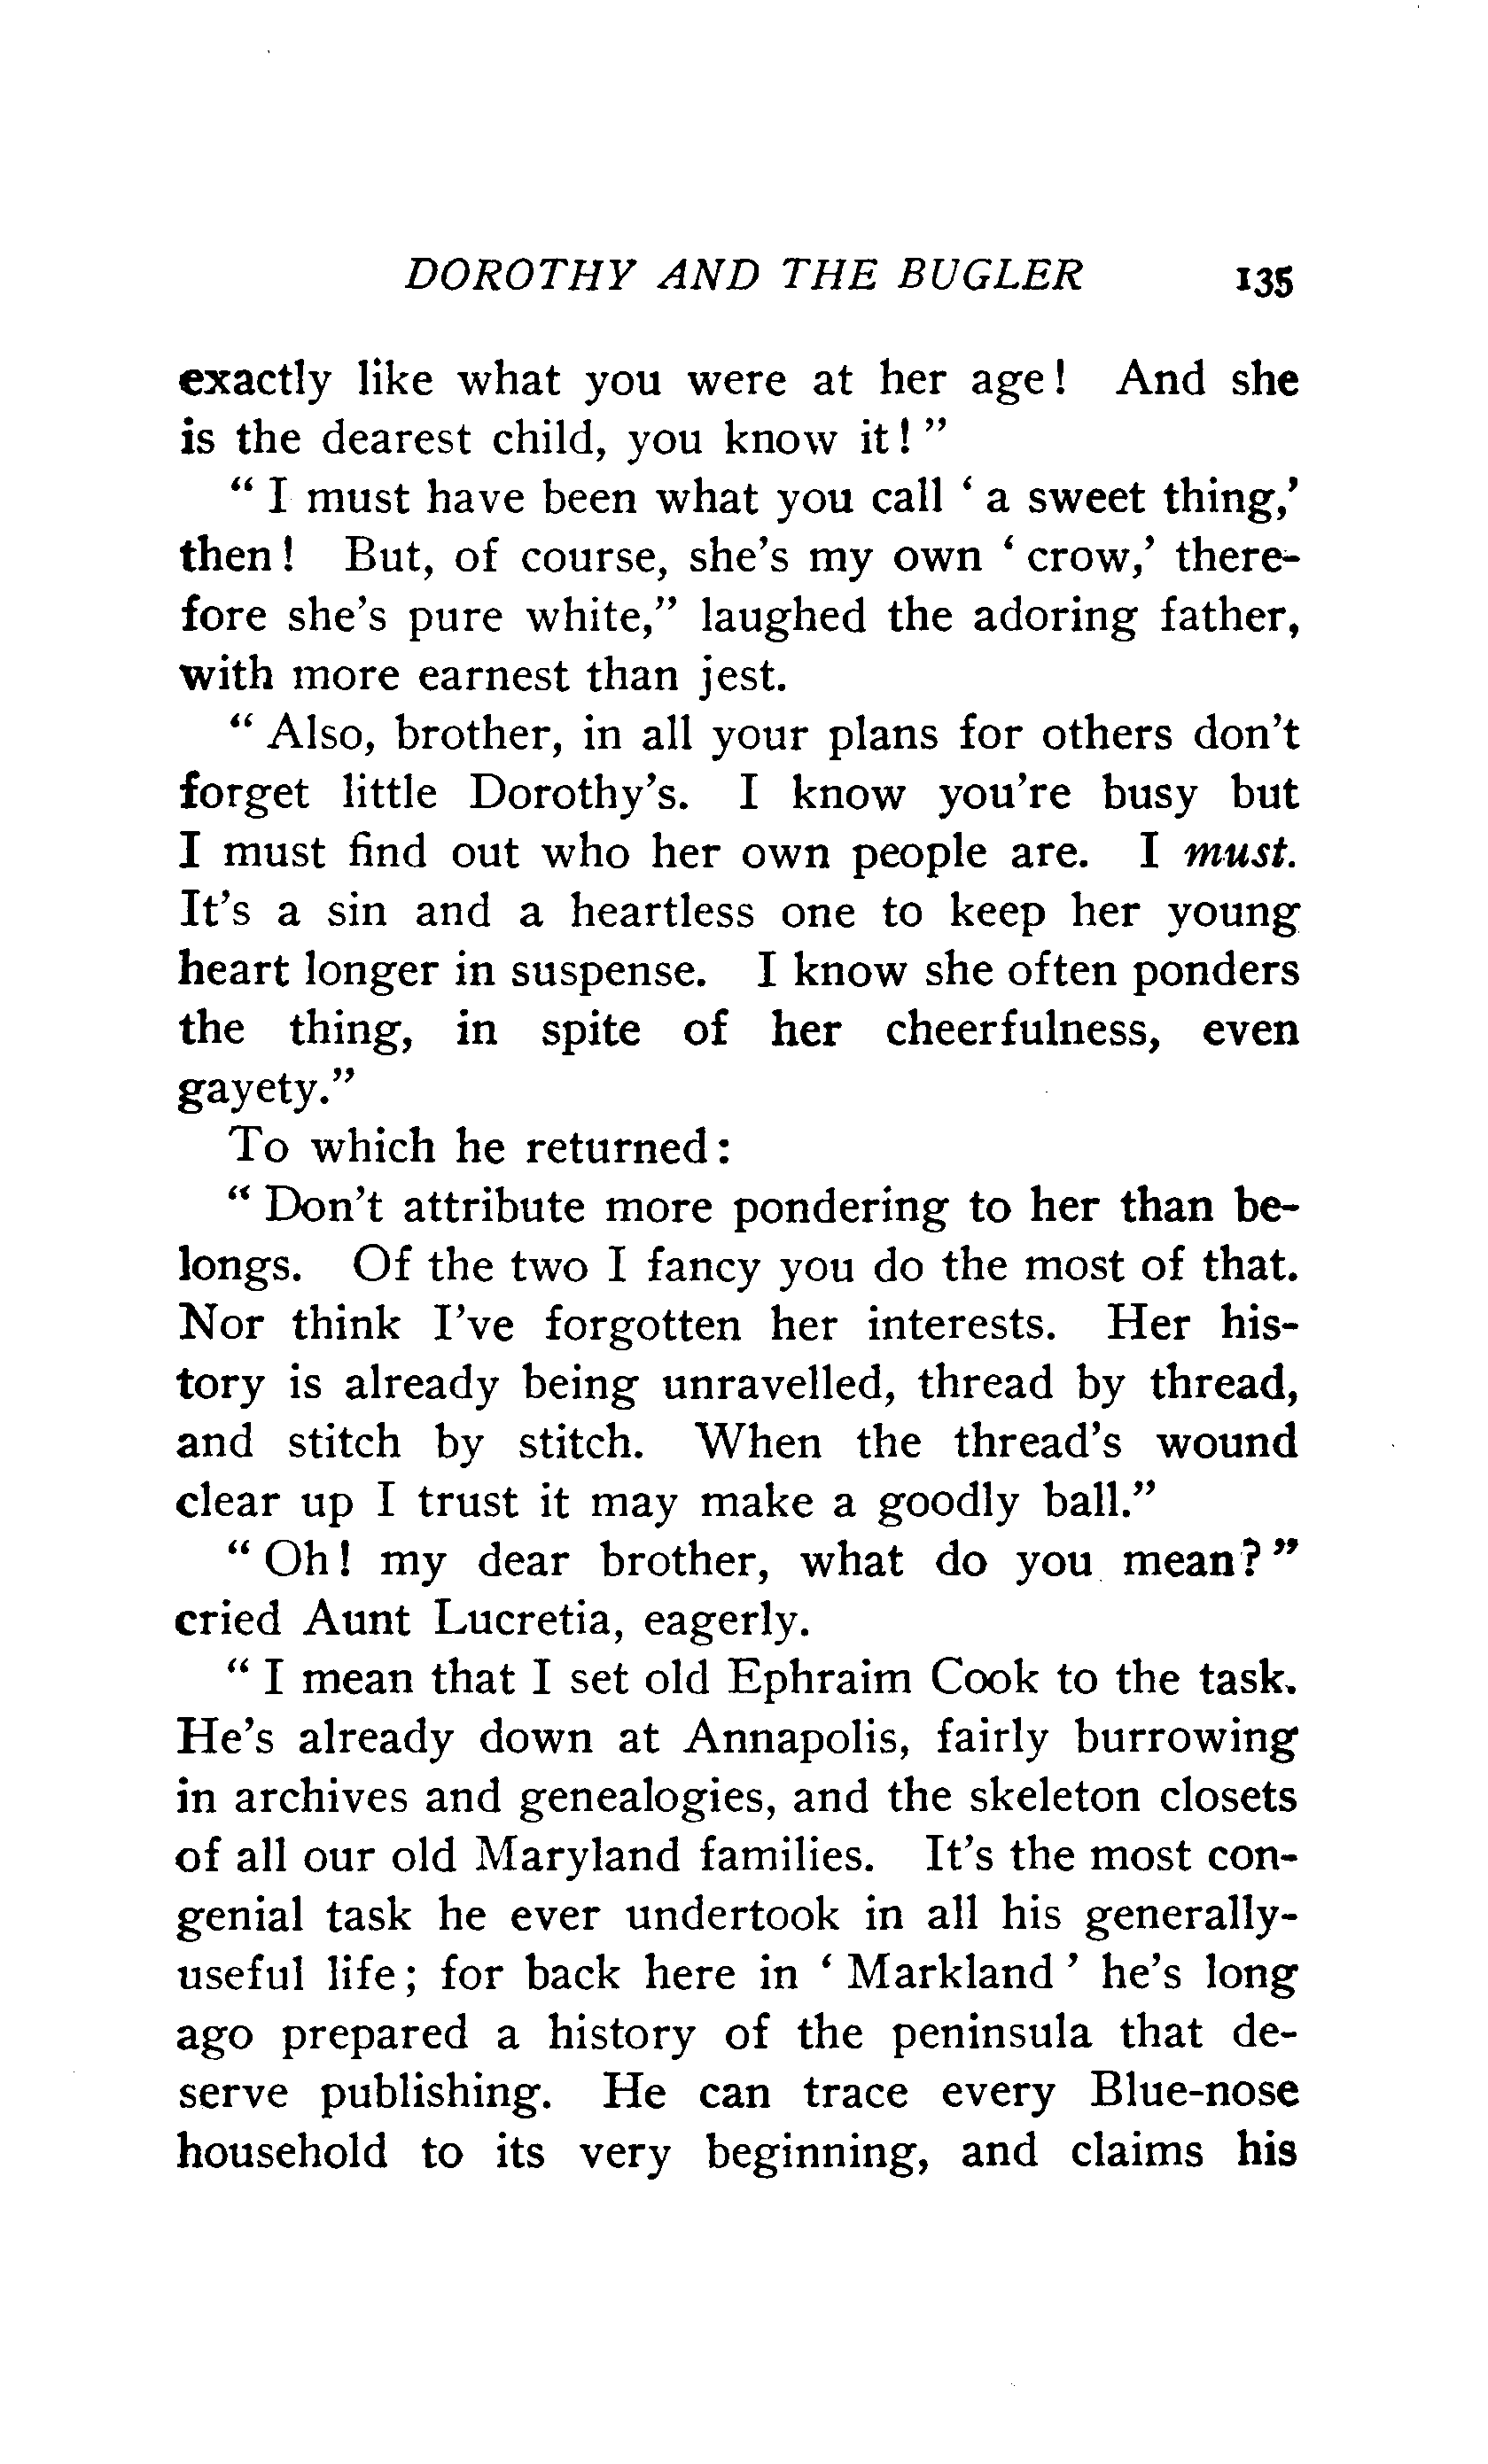 DOROTHY AND THE BUGLER 135
exactly like what you were at her age! And she
is the dearest child, you know it!"
"I must have been what you call 'a sweet thing,'
then! But, of course, she's my own 'crow,' there-
fore she's pure white," laughed the adoring father,
with more earnest than jest.
"Also, brother, in all your plans for others don't
forget little Dorothy's. I know you're busy but
I must find out who her own people are. I must.
It's a sin and a heartless one to keep her young
heart longer in suspense. I know she often ponders
the thing, in spite of her cheerfulness, even
gayety."
To which he returned:
"Don't attribute more pondering to her than be-
longs. Of the two I fancy you do the most of that.
Nor think I've forgotten her interests. Her his-
tory is already being unravelled, thread by thread,
and stitch by stitch. When the thread's wound
clear up I trust it may make a goodly ball."
"Oh! my dear brother, what do you mean?"
cried Aunt Lucretia, eagerly.
"I mean that I set old Ephraim Cook to the task.
He's already down at Annapolis, fairly burrowing
in archives and genealogies, and the skeleton closets
of all our old Maryland families. It's the most con-
genial task he ever undertook in all his generally-
useful life; for back here in 'Markland' he's long
ago prepared a history of the peninsula that de-
serve publishing. He can trace every Blue-nose
household to its very beginning, and claims his